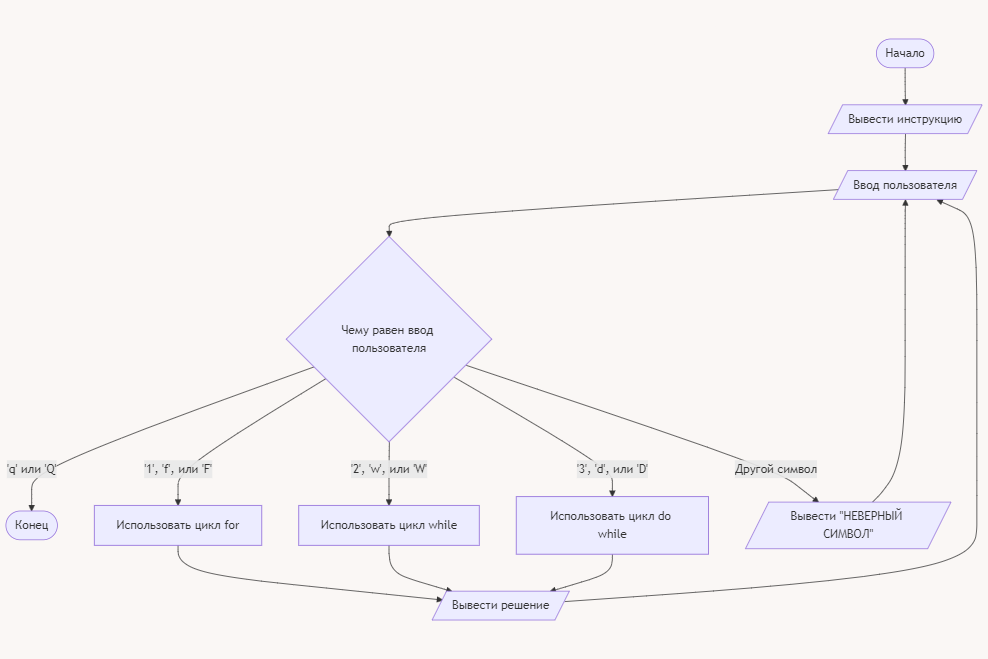 Начало
Вывести инструкцию
Ввод пользователя
Чему равен ввод
пользователя
'q' или 'Q'
'1', 'f', или 'F'
'2', 'w', или 'W'
'3', 'd', или 'D'
Другой символ
Конец
Использовать цикл for
Использовать цикл while
Использовать цикл do
while
Вывести "НЕВЕРНЫЙ
СИМВОЛ"
Вывести решение